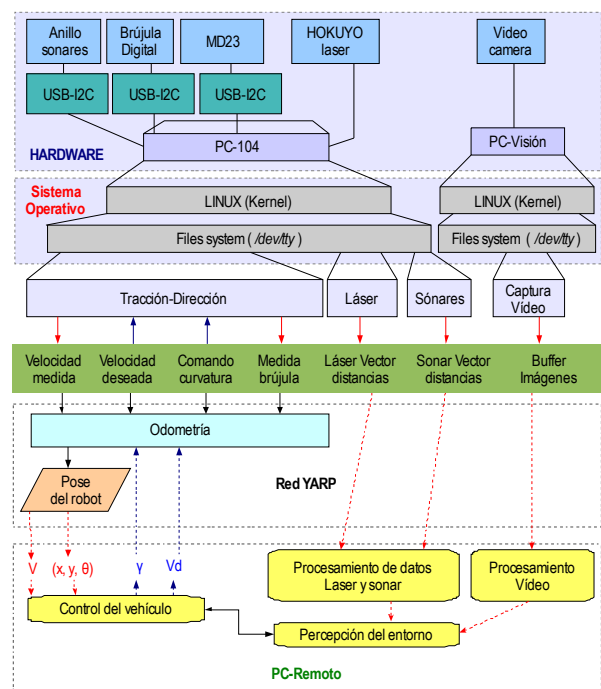 Anillo
sonares
Brújula
Digital
MD23
HOKUYO
laser
Video
camera
USB-I2C
USB-I2C
USB-I2C
HARDWARE
PC-104
PC-Visión
Sistema
Operativo
LINUX (Kernel)
LINUX (Kernel)
Files system ( /dev/tty )
Files system ( /dev/tty )
Tracción-Dirección
Láser
Sónares
Captura
Vídeo
Velocidad
medida
Velocidad
deseada
Comando
curvatura
Medida
brújula
Láser Vector
distancias
Sonar Vector
distancias
Buffer
Imágenes
Odometría
Pose
del robot
Red YARP
V
(x, y, θ)
γ
Vd
Procesamiento de datos
Laser y sonar
Procesamiento
Vídeo
Control del vehículo
Percepción del entorno
PC-Remoto